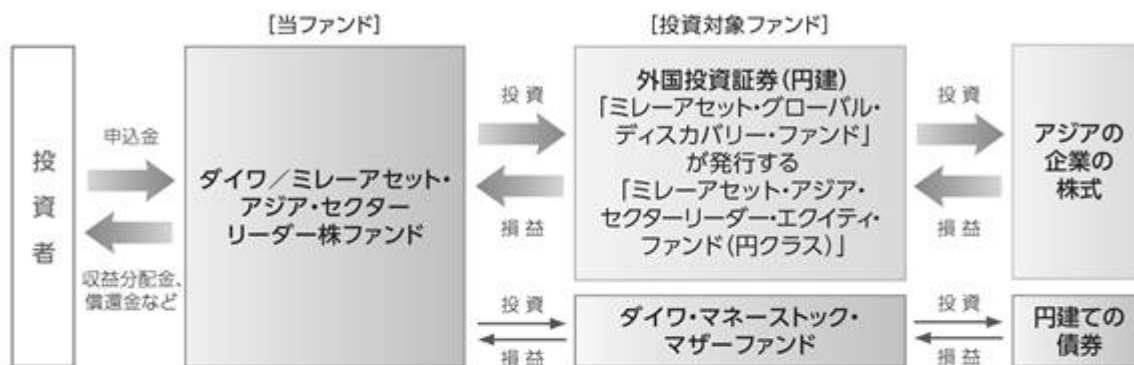 [当ファンド]
[投資対象ファンド]
投資者
申込金
収益分配金、
償還金など
ダイワ／ミレーアセット・
アジア・セクター
リーダー株ファンド
投資
損益
外国投資証券(円建)
「ミレーアセット・グローバル・
ディスカバリー・ファンド」
が発行する
「ミレーアセット・アジア・
セクターリーダー・エクイティ・
ファンド(円クラス)」
投資
損益
アジアの
企業の
株式
投資
損益
ダイワ・マネーストック・
マザーファンド
投資
損益
円建ての
債券